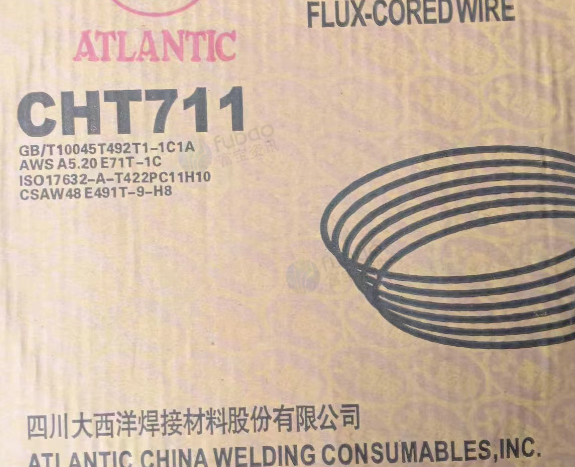 FLUX-CORED WIRE
ATLANTIC
CHT711
GB/T10045T492T1-1C1A
AWS A5.20 E71T-1C
ISO17632-A-T422PC11H10
CSAW48 E491T-9-H8
fubao
四川大西洋焊接材料股份有限公司
ATLANTIC CHINA WELDING CONSUMABLES,INC.